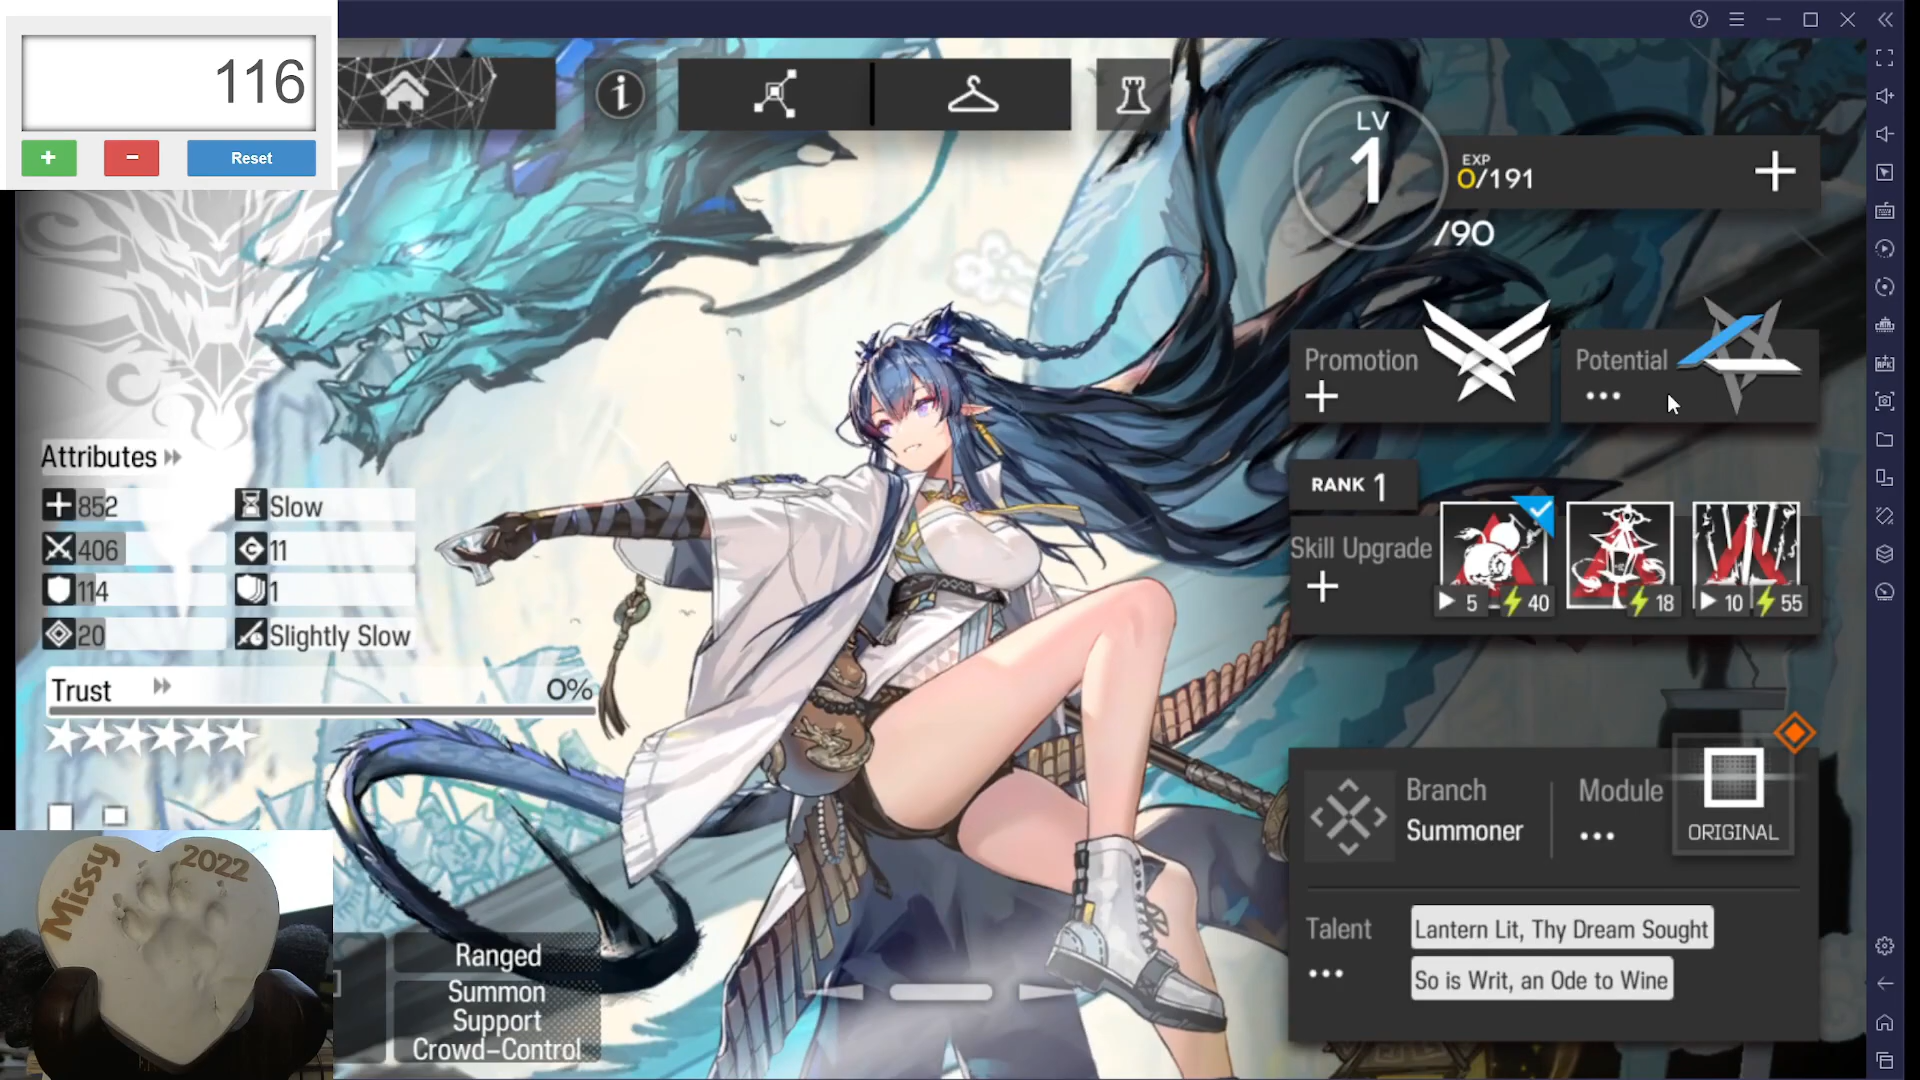 116
+
-
Reset
i
LV
1
/90
EXP
0/191
+
Promotion
+
Potential
...
Attributes
852
Slow
406
11
114
1
20
Slightly Slow
Trust
0%
RANK 1
Skill Upgrade
+
5
40
18
10
55
Branch
Summoner
Module
...
ORIGINAL
Talent
...
Lantern Lit, Thy Dream Sought
So is Writ, an Ode to Wine
Missy
2022
Ranged
Summon
Support
Crowd-Control